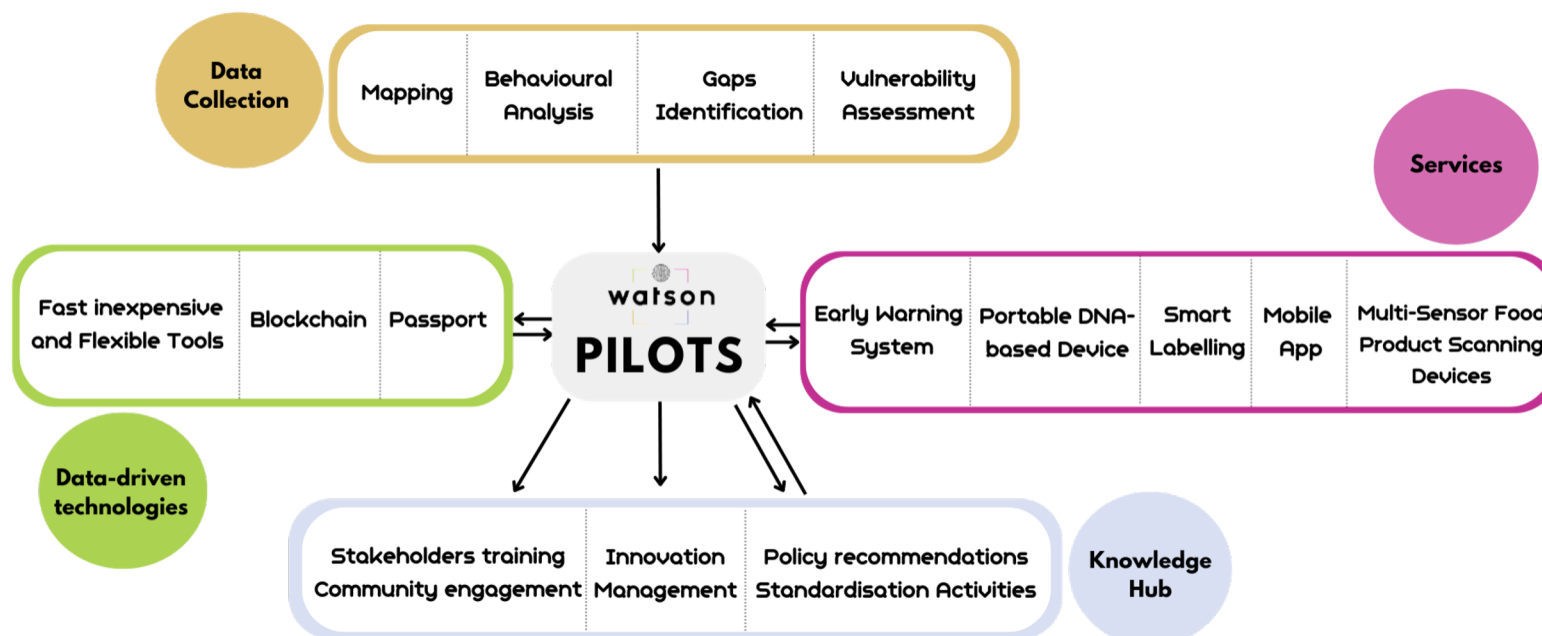 Data
Collection
Mapping
Behavioural
Analysis
Gaps
Identification
Vulnerability
Assessment
Services
Fast inexpensive
and Flexible Tools
Blockchain
Passport
watson
PILOTS
Early Warning
System
Portable DNA-
based Device
Smart
Labelling
Mobile
App
Multi-Sensor Food
Product Scanning
Devices
Data-driven
technologies
Stakeholders training
Community engagement
Innovation
Management
Policy recommendations
Standardisation Activities
Knowledge
Hub